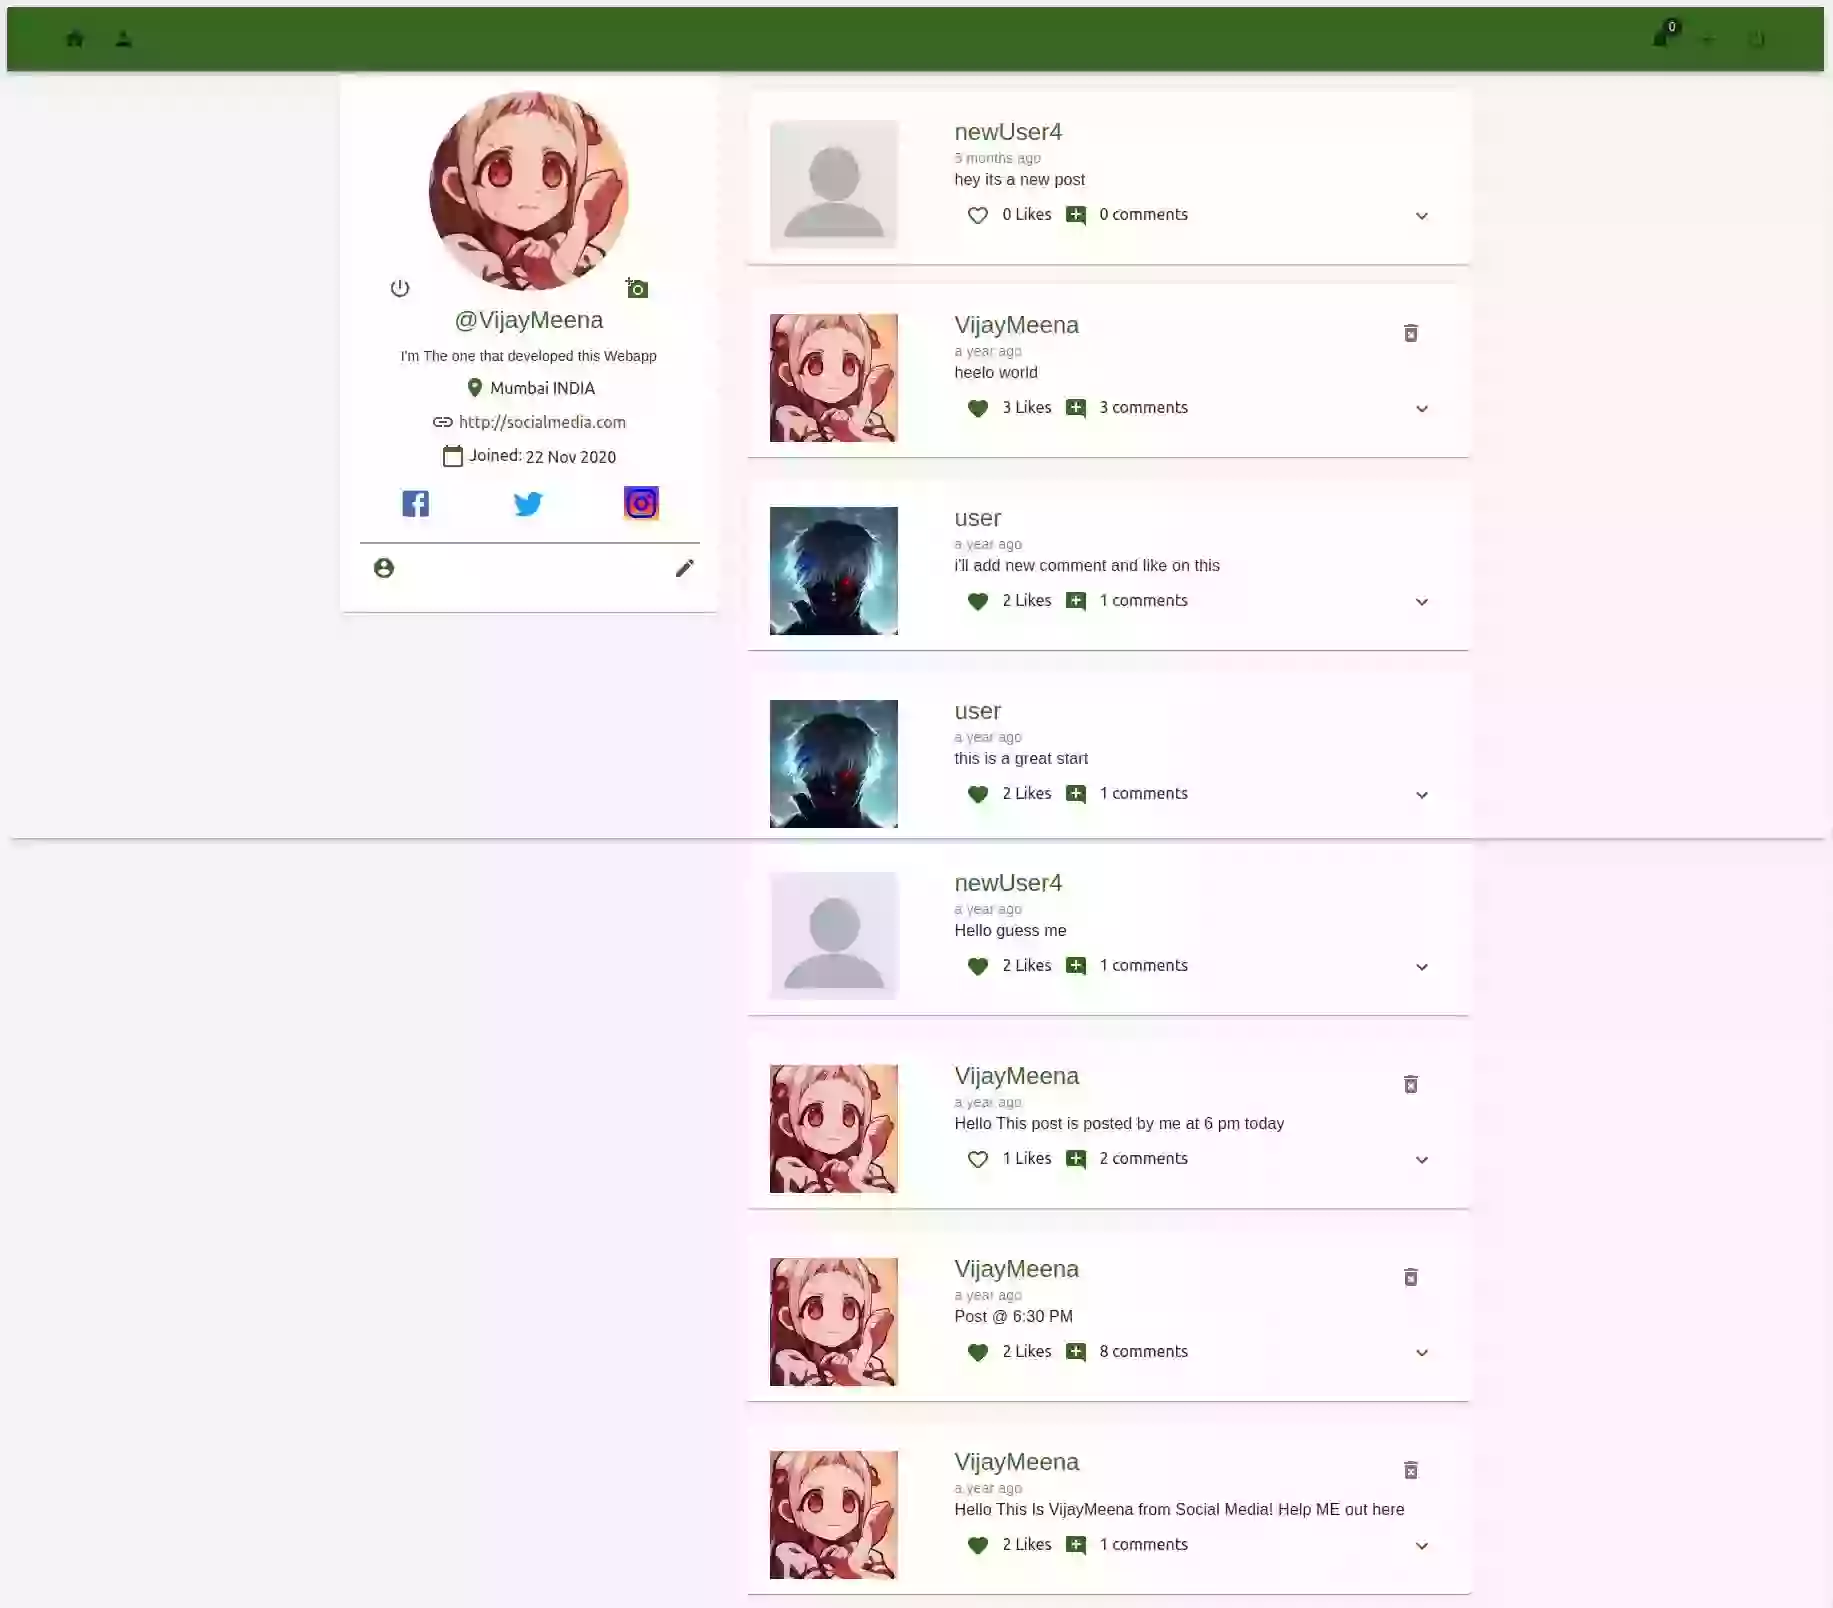 0
@VijayMeena
I'm The one that developed this Webapp
Mumbai INDIA
http://socialmedia.com
Joined: 22 Nov 2020
newUser4
months ago
hey its a new post
0 Likes 0 comments
VijayMeena
a year ago
heelo world
3 Likes 3 comments
user
a year ago
i'll add new comment and like on this
2 Likes 1 comments
user
a year ago
this is a great start
2 Likes 1 comments
newUser4
a year ago
Hello guess me
2 Likes 1 comments
VijayMeena
a year ago
Hello This post is posted by me at 6 pm today
1 Likes 2 comments
VijayMeena
a year ago
Post @ 6:30 PM
2 Likes 8 comments
VijayMeena
a year ago
Hello This Is VijayMeena from Social Media! Help ME out here
2 Likes 1 comments